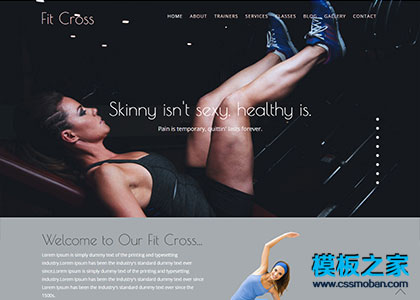 Fit Cross
HOME ABOUT TRAINERS SERVICES CLASSES BLOG GALLERY CONTACT
Skinny isn't sexy, healthy is.
Pain is temporary, quittin' lasts forever.
Welcome to Our Fit Cross...
Lorem Ipsum is simply dummy text of the printing and typesetting
industry.Lorem Ipsum has been the industry's standard dummy text
ever since the Lorem Ipsum is simply dummy text of the printing and
typesetting industry.Lorem Ipsum has been the industry's standard
dummy text ever since the industry's standard dummy text ever since the
1500s.
模板之家
www.cssmoban.com